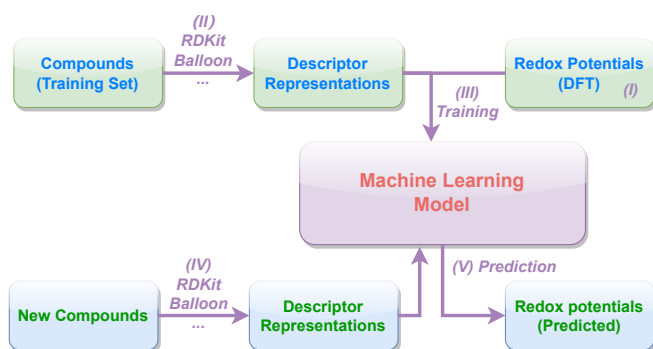 (II)
RDKit
Balloon
...
Compounds
(Training Set)
Descriptor
Representations
Redox Potentials
(DFT)
(I)
(III)
Training
Machine Learning
Model
(IV)
RDKit
Balloon
...
(V) Prediction
New Compounds
Descriptor
Representations
Redox potentials
(Predicted)